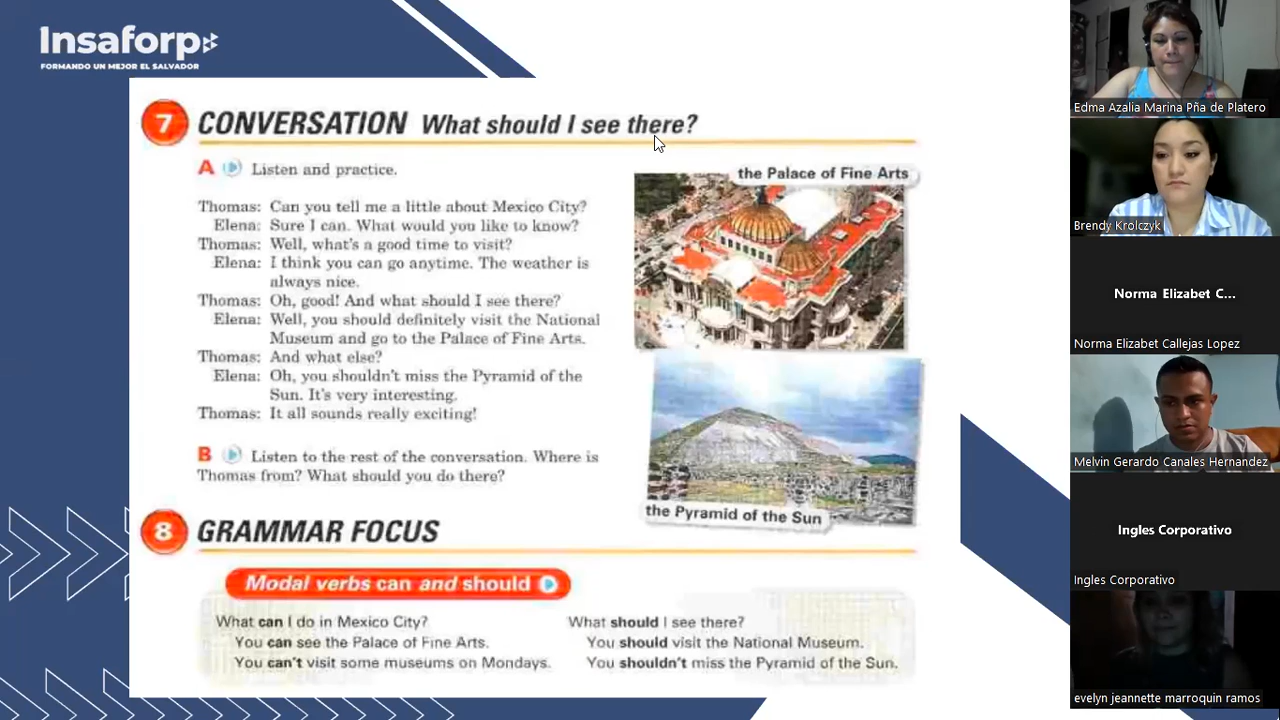 Insaforp
FORMANDO UN MEJOR EL SALVADOR
7 CONVERSATION What should I see there?
A Listen and practice.
Thomas: Can you tell me a little about Mexico City?
Elena: Sure I can. What would you like to know?
Thomas: Well, what's a good time to visit?
Elena: I think you can go anytime. The weather is
always nice.
Thomas: Oh, good! And what should I see there?
Elena: Well, you should definitely visit the National
Museum and go to the Palace of Fine Arts.
Thomas: And what else?
Elena: Oh, you shouldn't miss the Pyramid of the
Sun. It's very interesting.
Thomas: It all sounds really exciting!
the Palace of Fine Arts
the Pyramid of the Sun
B Listen to the rest of the conversation. Where is
Thomas from? What should you do there?
8 GRAMMAR FOCUS
Modal verbs can and should
What can I do in Mexico City?
You can see the Palace of Fine Arts.
You can't visit some museums on Mondays.
What should I see there?
You should visit the National Museum.
You shouldn't miss the Pyramid of the Sun.
Edma Azalia Marina Pña de Platero
Brendy Krolczyk
Norma Elizabet C...
Norma Elizabet Callejas Lopez
Melvin Gerardo Canales Hernandez
Ingles Corporativo
Ingles Corporativo
evelyn jeannette marroquin ramos